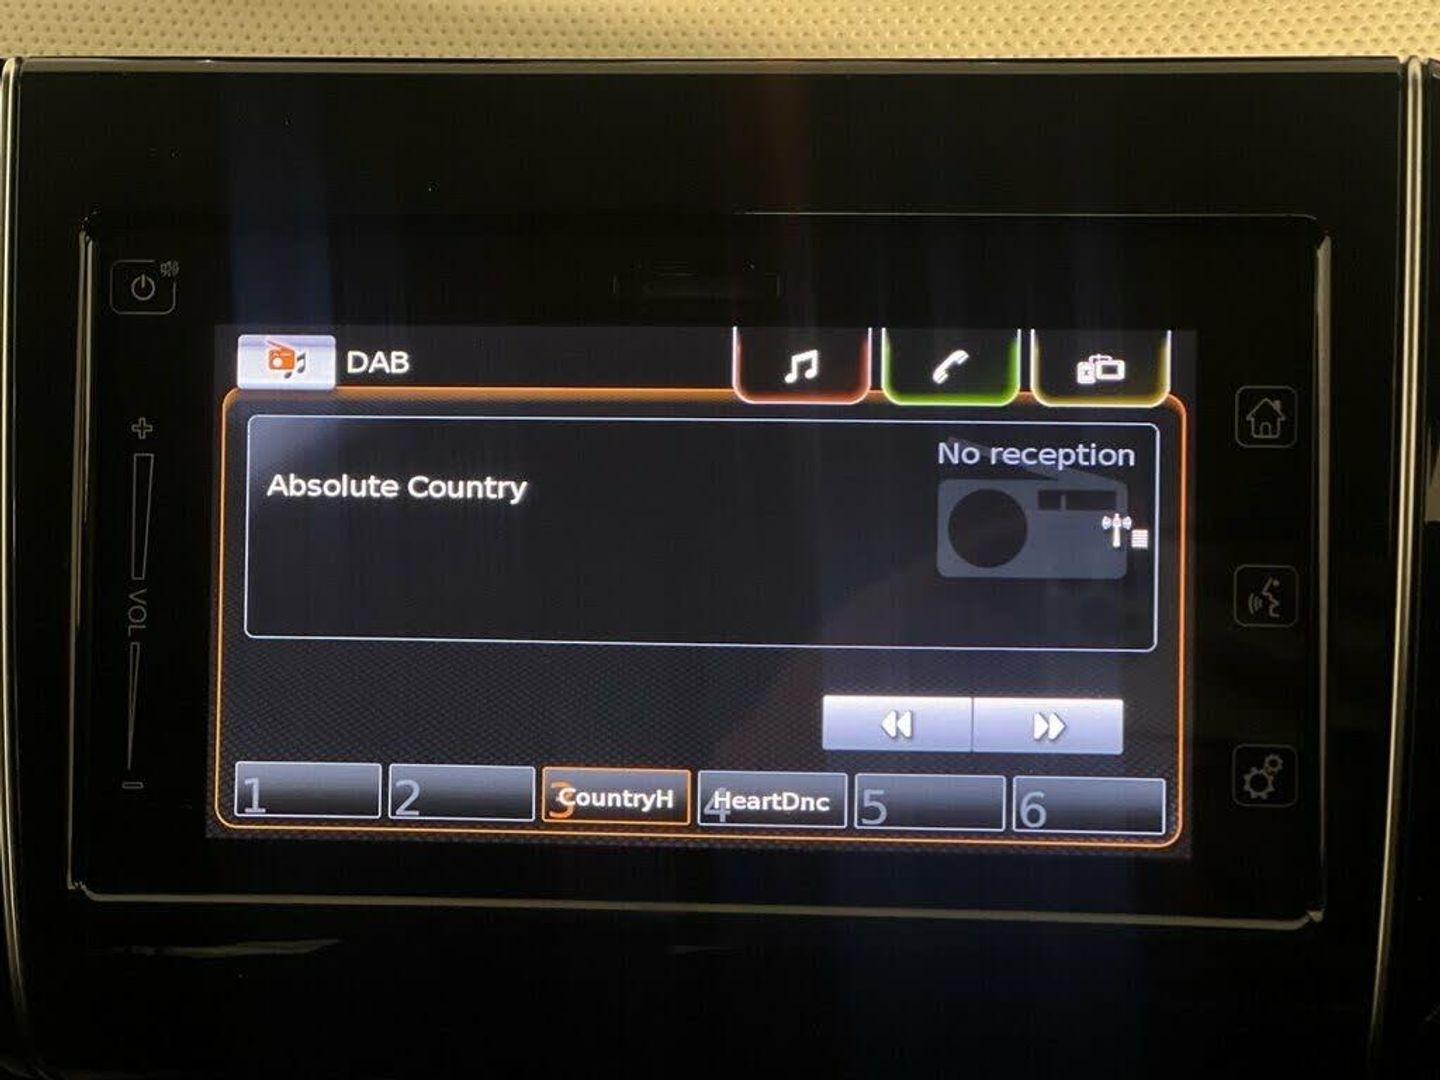 DAB
No reception
Absolute Country
+
VOL
1
2
3 CountryH
4 HeartDnc
5
6